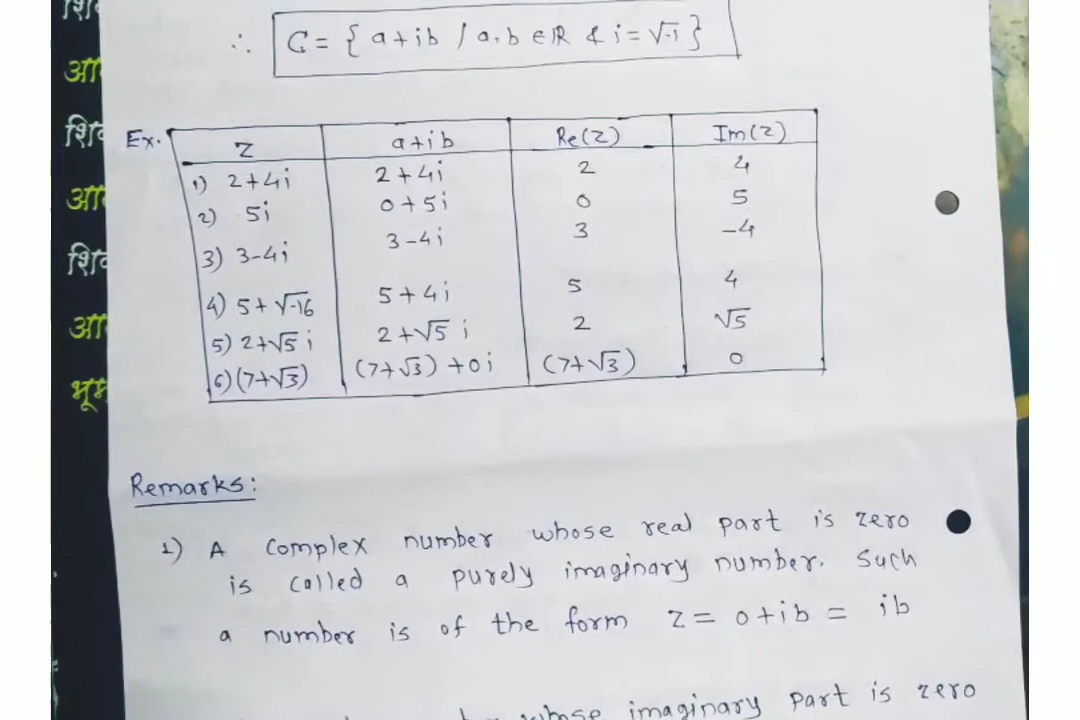 ∴ C = { a+ib / a,b ∈ ℝ & i = √-1 }
Ex.
z a+ib Re(z) Im(z)
1) 2+4i 2+4i 2 4
2) 5i 0+5i 0 5
3) 3-4i 3-4i 3 -4
4) 5+√-16 5+4i 5 4
5) 2+√5 i 2+√5 i 2 √5
6) (7+√3) (7+√3)+0i (7+√3) 0
Remarks:
1) A complex number whose real part is zero
is called a purely imaginary number. Such
a number is of the form z = 0+ib = ib
whose imaginary part is zero